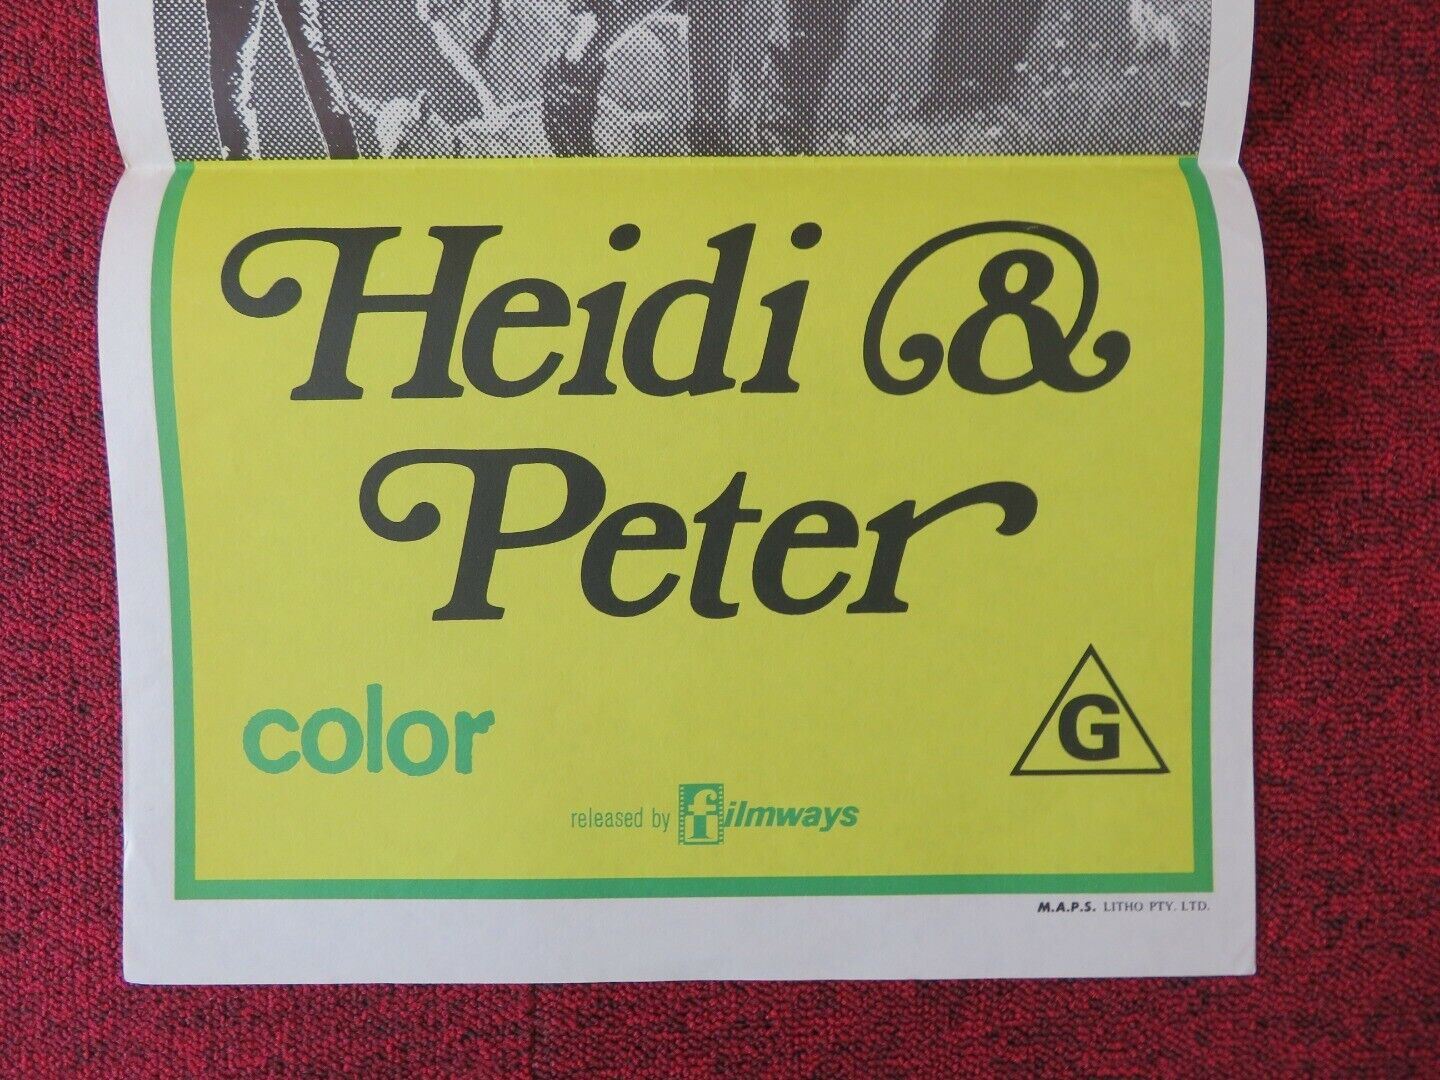 Heidi &
Peter
color
G
released by filmways
M.A.P.S. LITHO PTY. LTD.